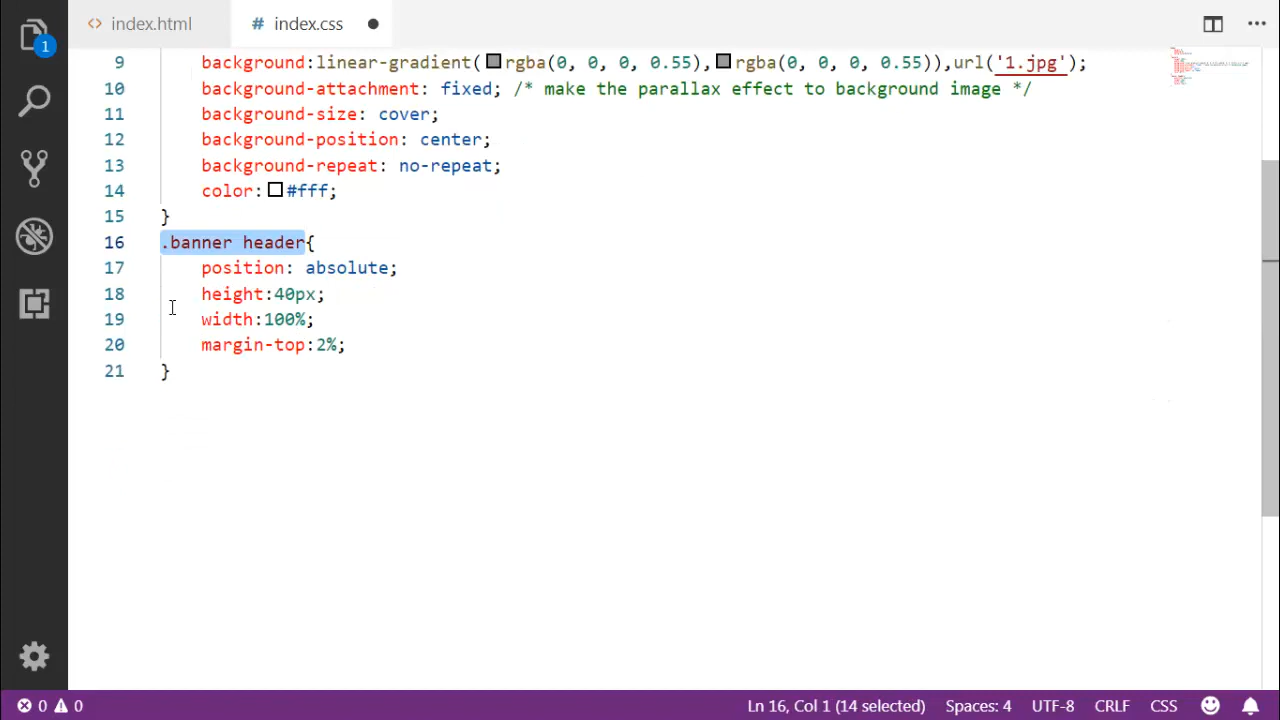 index.html
# index.css
1
9 background:linear-gradient(rgba(0, 0, 0, 0.55),rgba(0, 0, 0, 0.55)),url('1.jpg');
10 background-attachment: fixed; /* make the parallax effect to background image */
11 background-size: cover;
12 background-position: center;
13 background-repeat: no-repeat;
14 color:#fff;
15 }
16 .banner header{
17 position: absolute;
18 height:40px;
19 width:100%;
20 margin-top:2%;
21 }
0 0 Ln 16, Col 1 (14 selected) Spaces: 4 UTF-8 CRLF CSS